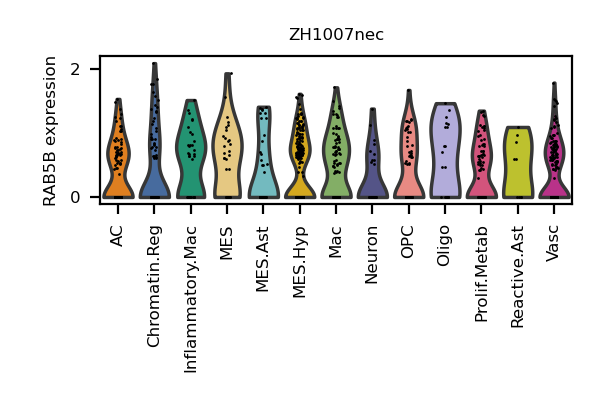 ZH1007nec
RAB5B expression
2
0
AC
Chromatin.Reg
Inflammatory.Mac
MES
MES.Ast
MES.Hyp
Mac
Neuron
OPC
Oligo
Prolif.Metab
Reactive.Ast
Vasc